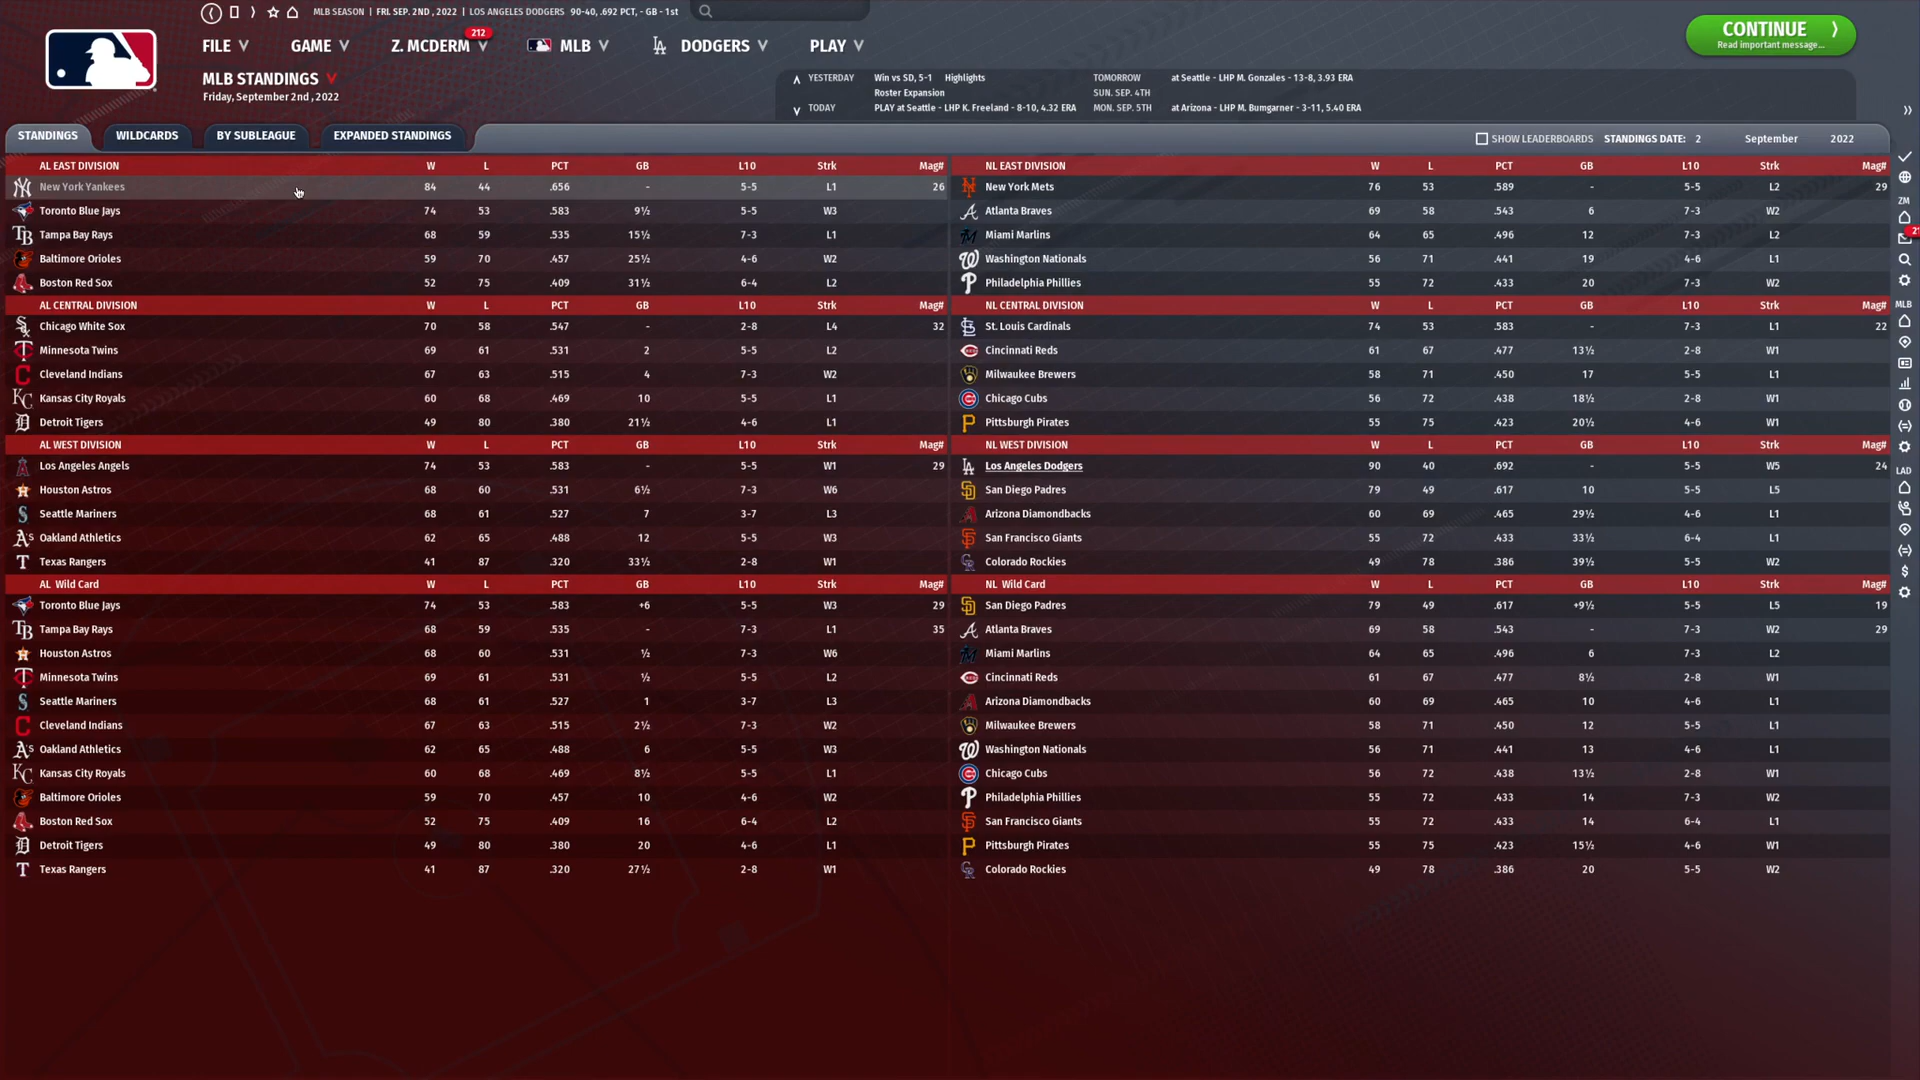 MLB SEASON | FRI. SEP. 2ND , 2022 | LOS ANGELES DODGERS 90-40, .692 PCT, - GB - 1st
FILE GAME Z. MCDERM 212 MLB DODGERS PLAY
CONTINUE
Read important message...
MLB STANDINGS
Friday, September 2nd , 2022
YESTERDAY Win vs SD, 5-1 Highlights TOMORROW at Seattle - LHP M. Gonzales - 13-8, 3.93 ERA
Roster Expansion SUN. SEP. 4TH
TODAY PLAY at Seattle - LHP K. Freeland - 8-10, 4.32 ERA MON. SEP. 5TH at Arizona - LHP M. Bumgarner - 3-11, 5.40 ERA
STANDINGS WILDCARDS BY SUBLEAGUE EXPANDED STANDINGS SHOW LEADERBOARDS STANDINGS DATE: 2 September 2022
AL EAST DIVISION W L PCT GB L10 Strk Mag#
New York Yankees 84 44 .656 - 5-5 L1 26
Toronto Blue Jays 74 53 .583 9½ 5-5 W3
Tampa Bay Rays 68 59 .535 15½ 7-3 L1
Baltimore Orioles 59 70 .457 25½ 4-6 W2
Boston Red Sox 52 75 .409 31½ 6-4 L2
AL CENTRAL DIVISION W L PCT GB L10 Strk Mag#
Chicago White Sox 70 58 .547 - 2-8 L4 32
Minnesota Twins 69 61 .531 2 5-5 L2
Cleveland Indians 67 63 .515 4 7-3 W2
Kansas City Royals 60 68 .469 10 5-5 L1
Detroit Tigers 49 80 .380 21½ 4-6 L1
AL WEST DIVISION W L PCT GB L10 Strk Mag#
Los Angeles Angels 74 53 .583 - 5-5 W1 29
Houston Astros 68 60 .531 6½ 7-3 W6
Seattle Mariners 68 61 .527 7 3-7 L3
Oakland Athletics 62 65 .488 12 5-5 W3
Texas Rangers 41 87 .320 33½ 2-8 W1
AL Wild Card W L PCT GB L10 Strk Mag#
Toronto Blue Jays 74 53 .583 +6 5-5 W3 29
Tampa Bay Rays 68 59 .535 - 7-3 L1 35
Houston Astros 68 60 .531 ½ 7-3 W6
Minnesota Twins 69 61 .531 ½ 5-5 L2
Seattle Mariners 68 61 .527 1 3-7 L3
Cleveland Indians 67 63 .515 2½ 7-3 W2
Oakland Athletics 62 65 .488 6 5-5 W3
Kansas City Royals 60 68 .469 8½ 5-5 L1
Baltimore Orioles 59 70 .457 10 4-6 W2
Boston Red Sox 52 75 .409 16 6-4 L2
Detroit Tigers 49 80 .380 20 4-6 L1
Texas Rangers 41 87 .320 27½ 2-8 W1
NL EAST DIVISION W L PCT GB L10 Strk Mag#
New York Mets 76 53 .589 - 5-5 L2 29
Atlanta Braves 69 58 .543 6 7-3 W2
Miami Marlins 64 65 .496 12 7-3 L2
Washington Nationals 56 71 .441 19 4-6 L1
Philadelphia Phillies 55 72 .433 20 7-3 W2
NL CENTRAL DIVISION W L PCT GB L10 Strk Mag#
St. Louis Cardinals 74 53 .583 - 7-3 L1 22
Cincinnati Reds 61 67 .477 13½ 2-8 W1
Milwaukee Brewers 58 71 .450 17 5-5 L1
Chicago Cubs 56 72 .438 18½ 2-8 W1
Pittsburgh Pirates 55 75 .423 20½ 4-6 W1
NL WEST DIVISION W L PCT GB L10 Strk Mag#
Los Angeles Dodgers 90 40 .692 - 5-5 W5 24
San Diego Padres 79 49 .617 10 5-5 L5
Arizona Diamondbacks 60 69 .465 29½ 4-6 L1
San Francisco Giants 55 72 .433 33½ 6-4 L1
Colorado Rockies 49 78 .386 39½ 5-5 W2
NL Wild Card W L PCT GB L10 Strk Mag#
San Diego Padres 79 49 .617 +9½ 5-5 L5 19
Atlanta Braves 69 58 .543 - 7-3 W2 29
Miami Marlins 64 65 .496 6 7-3 L2
Cincinnati Reds 61 67 .477 8½ 2-8 W1
Arizona Diamondbacks 60 69 .465 10 4-6 L1
Milwaukee Brewers 58 71 .450 12 5-5 L1
Washington Nationals 56 71 .441 13 4-6 L1
Chicago Cubs 56 72 .438 13½ 2-8 W1
Philadelphia Phillies 55 72 .433 14 7-3 W2
San Francisco Giants 55 72 .433 14 6-4 L1
Pittsburgh Pirates 55 75 .423 15½ 4-6 W1
Colorado Rockies 49 78 .386 20 5-5 W2
ZM
MLB
LAD